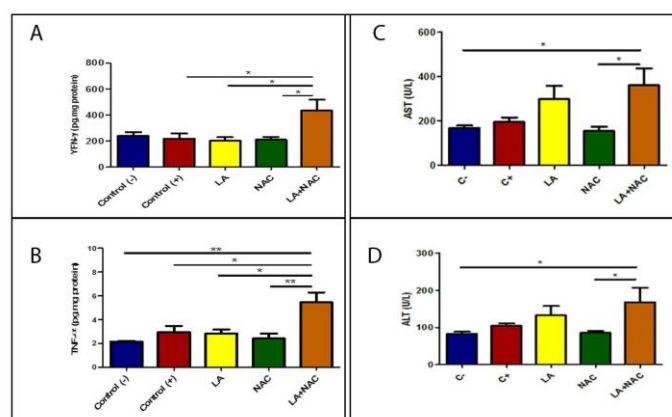 A
YFN-γ (pg.mg protein)
800
600
400
200
0
*
*
*
Control (-)
Control (+)
LA
NAC
LA+NAC
C
AST (U/L)
600
400
200
0
*
*
C-
C+
LA
NAC
LA+NAC
B
TNF-α (pg.mg protein)
10
8
6
4
2
0
**
*
*
**
Control (-)
Control (+)
LA
NAC
LA+NAC
D
ALT (U/L)
300
200
100
0
*
*
C-
C+
LA
NAC
LA+NAC